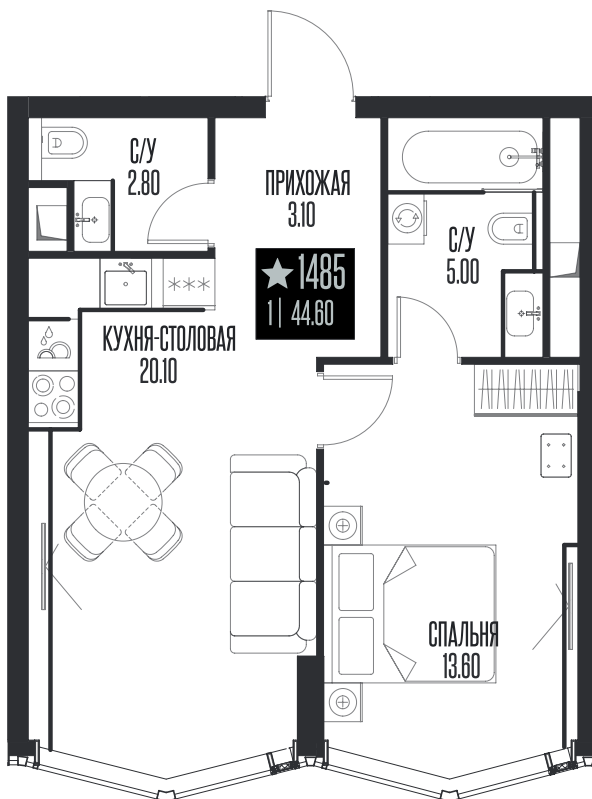 С/У
2.80
ПРИХОЖАЯ
3.10
С/У
5.00
★1485
1| 44.60
***
КУХНЯ-СТОЛОВАЯ
20.10
СПАЛЬНЯ
13.60